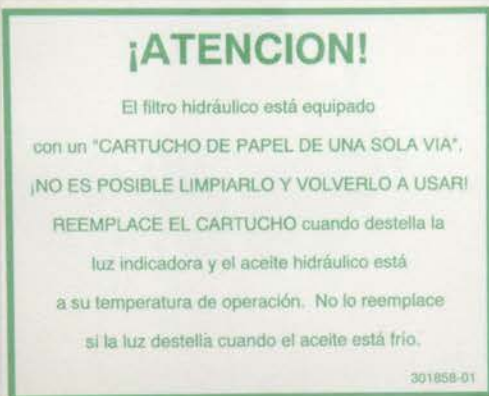 ¡ATENCION!
El filtro hidráulico está equipado
con un "CARTUCHO DE PAPEL DE UNA SOLA VIA".
¡NO ES POSIBLE LIMPIARLO Y VOLVERLO A USAR!
REEMPLACE EL CARTUCHO cuando destella la
luz indicadora y el aceite hidráulico está
a su temperatura de operación. No lo reemplace
si la luz destella cuando el aceite está frío.
301858-01